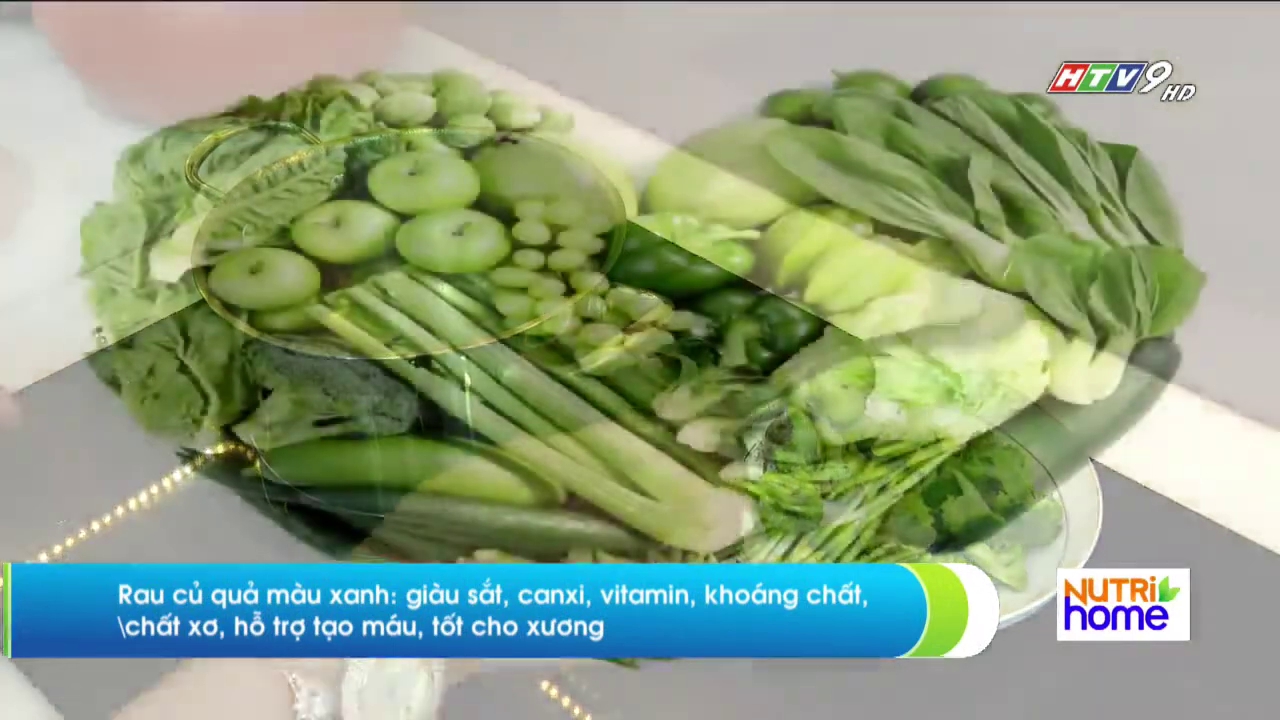 HTV9 HD
Rau củ quả màu xanh: giàu sắt, canxi, vitamin, khoáng chất,
\chất xơ, hỗ trợ tạo máu, tốt cho xương
NUTRi
home